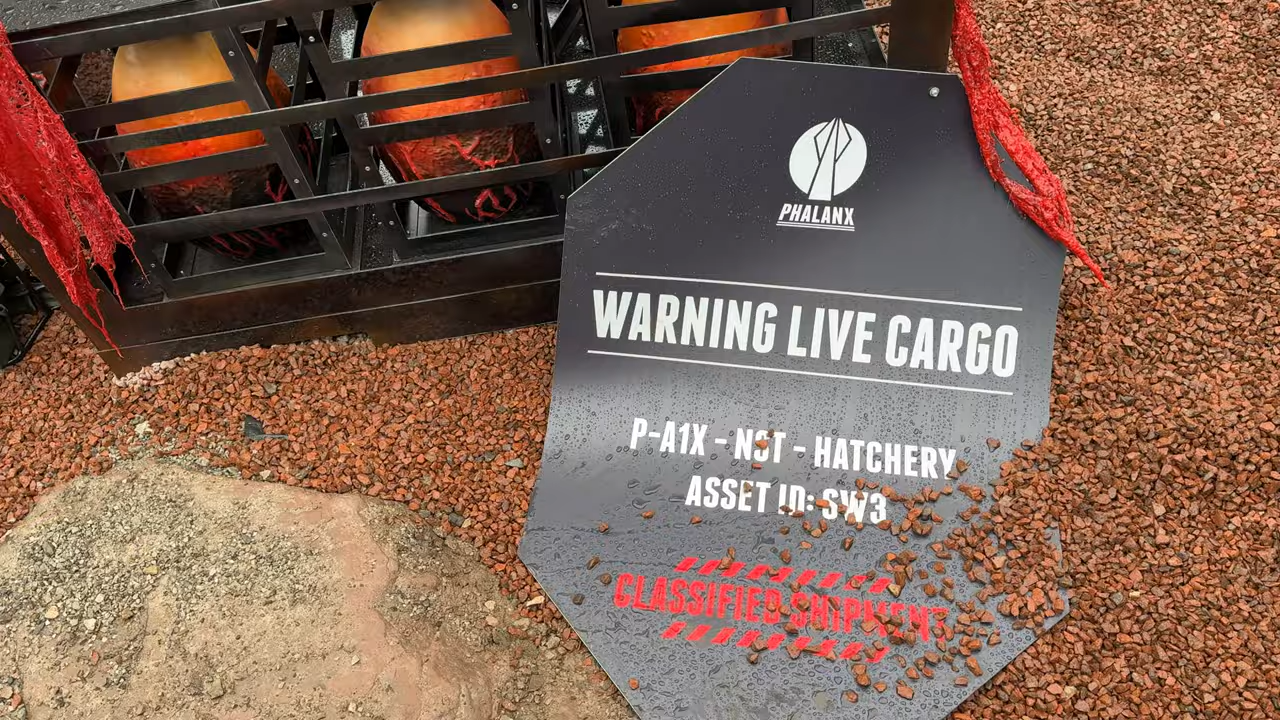 PHALANX
WARNING LIVE CARGO
P-A1X - NST - HATCHERY
ASSET ID: SW3
CLASSIFIED SHIPMENT